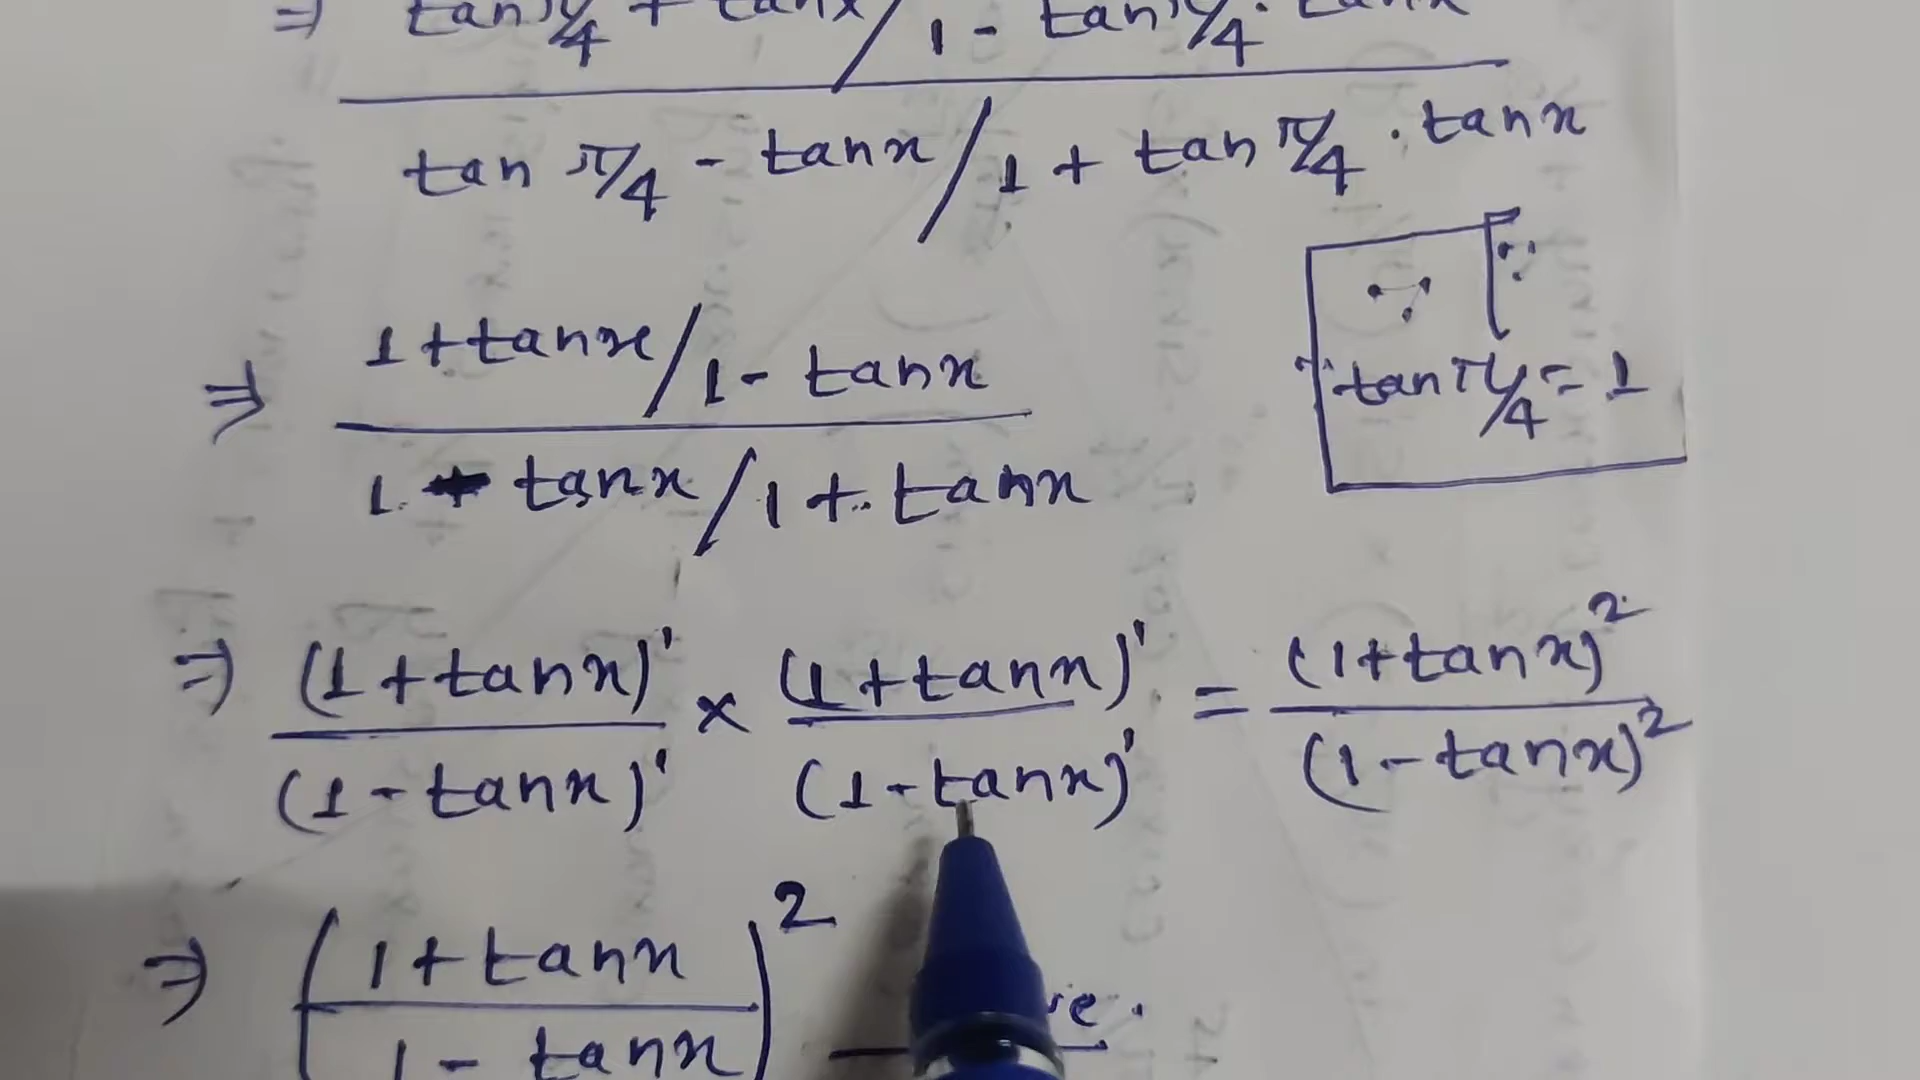 ⇒ tan π/4 + tan x / 1 - tan π/4 . tan x
tan π/4 - tan x / 1 + tan π/4 . tan x
⇒ 1 + tan x / 1 - tan x
1 - tan x / 1 + tan x
∵ tan π/4 = 1
⇒ (1 + tan x)' × (1 + tan x)' = (1 + tan x)²
(1 - tan x)' (1 - tan x)' (1 - tan x)²
⇒ (1 + tan x)²
1 - tan x